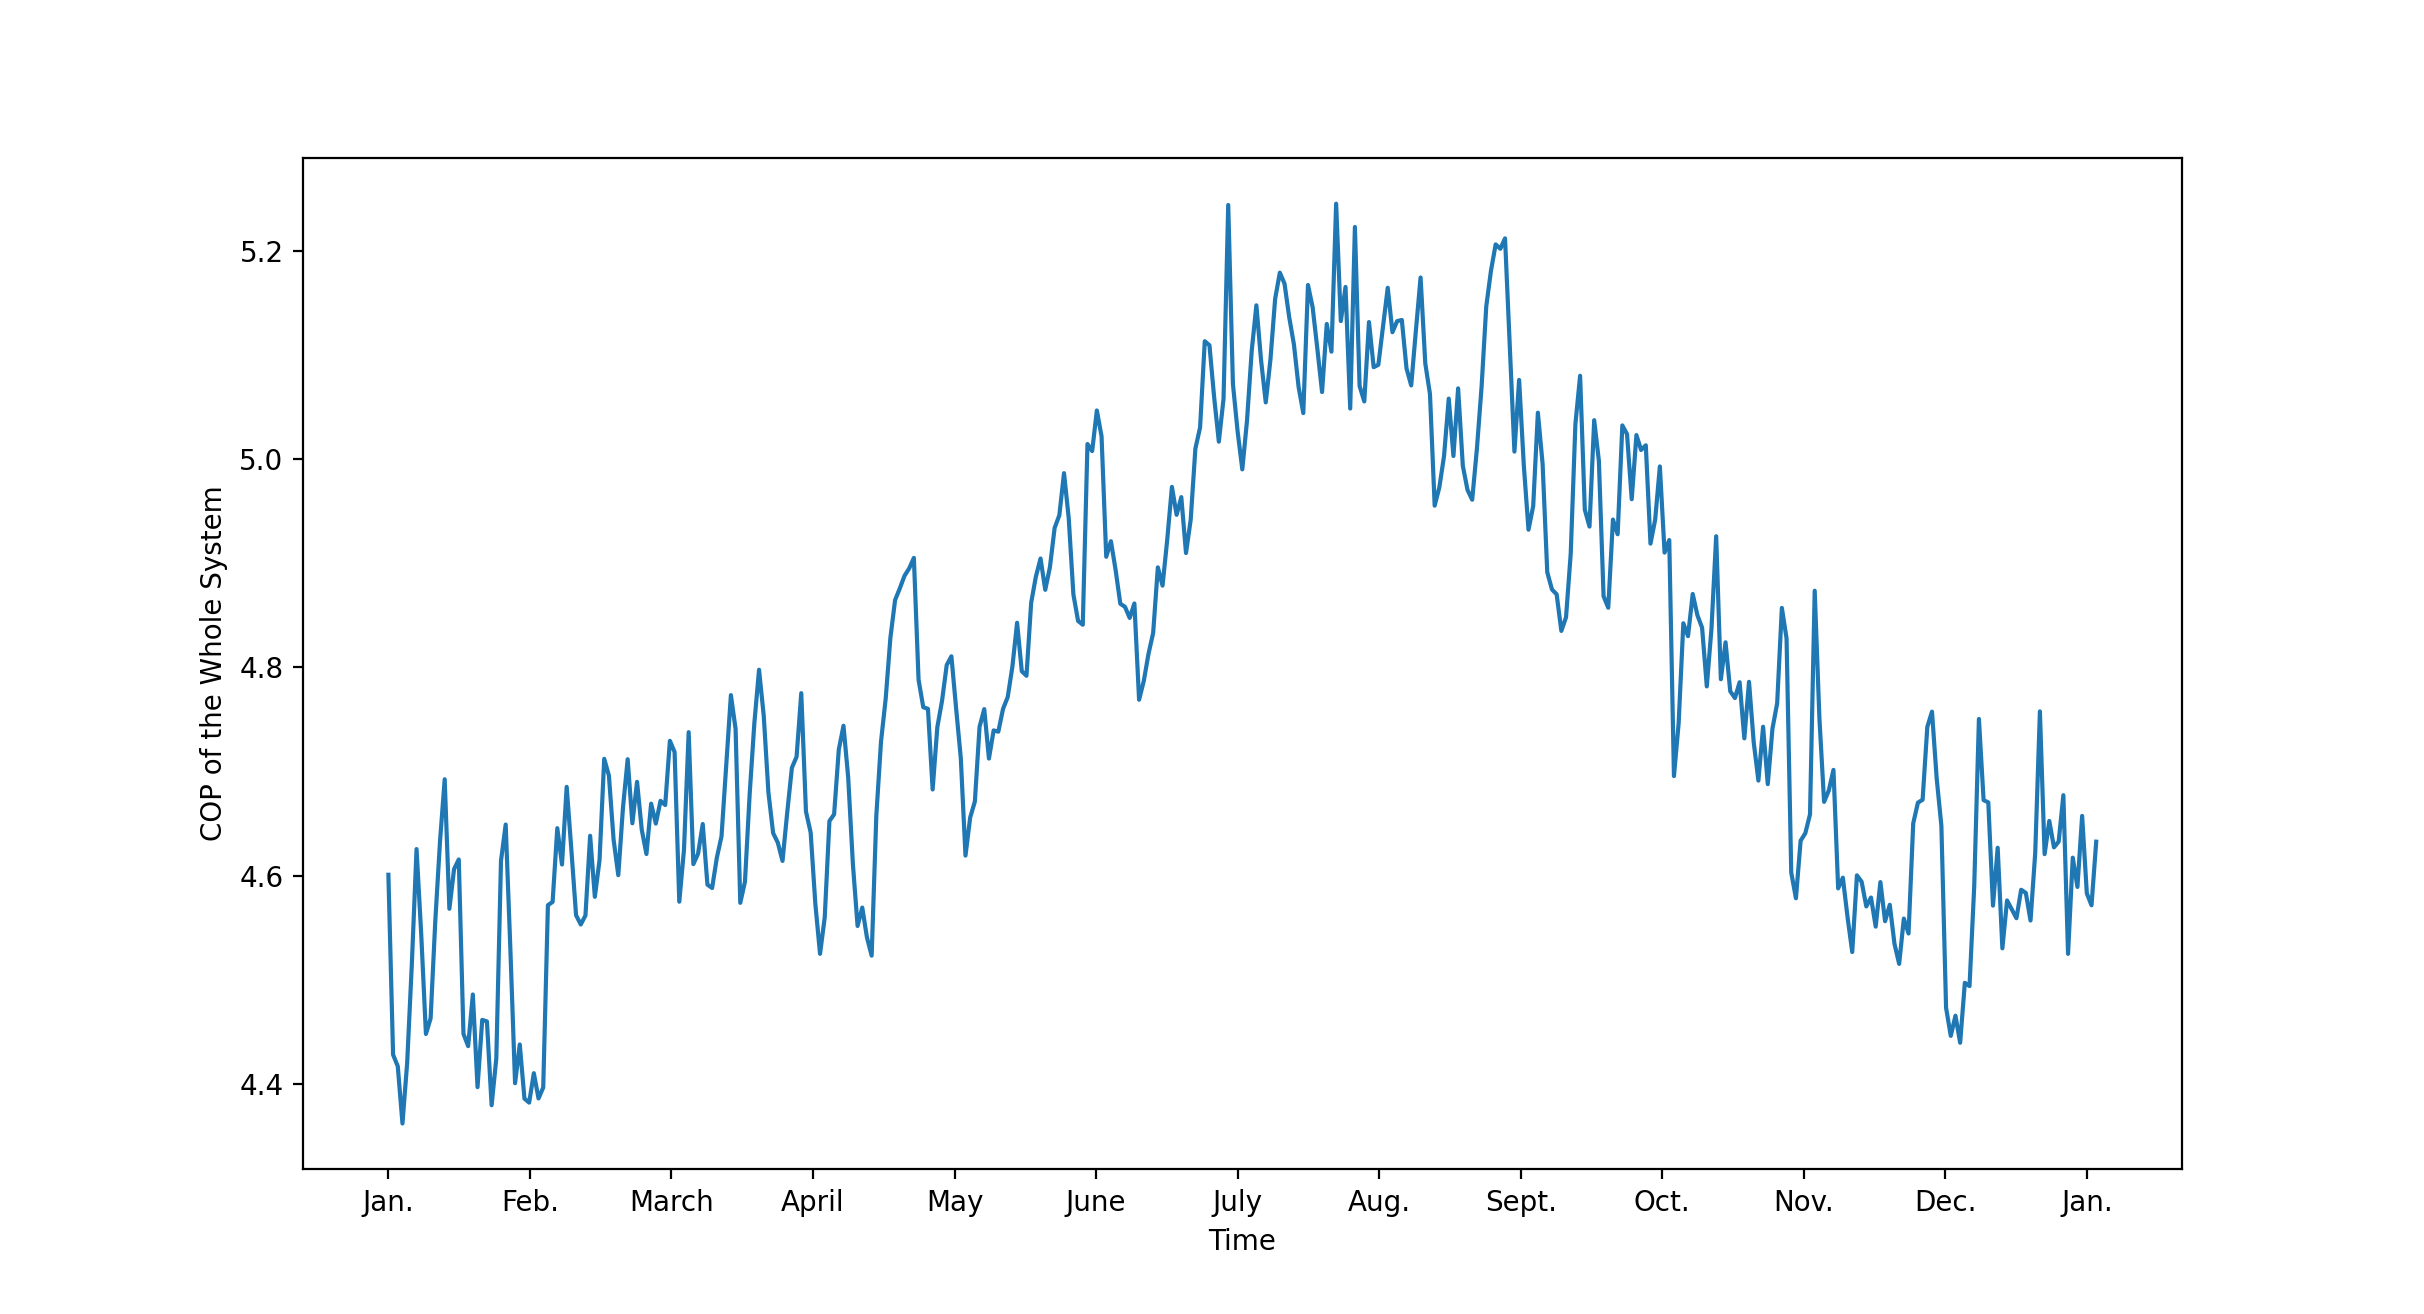 COP of the Whole System
5.2
5.0
4.8
4.6
4.4
Jan. Feb. March April May June July Aug. Sept. Oct. Nov. Dec. Jan.
Time